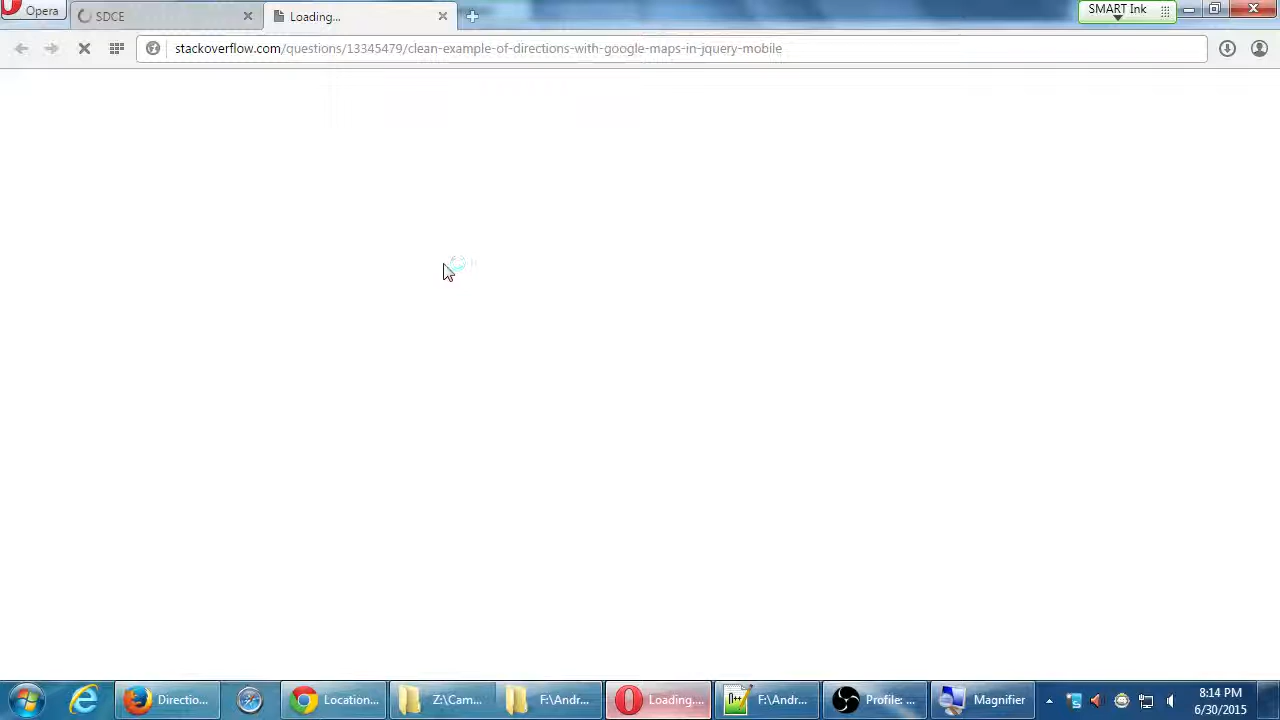 Opera
SDCE
Loading...
SMART Ink
stackoverflow.com/questions/13345479/clean-example-of-directions-with-google-maps-in-jquery-mobile
Directio...
Location...
Z:\Cam...
F:\Andr...
Loading....
F:\Andr...
Profile: ...
Magnifier
8:14 PM
6/30/2015